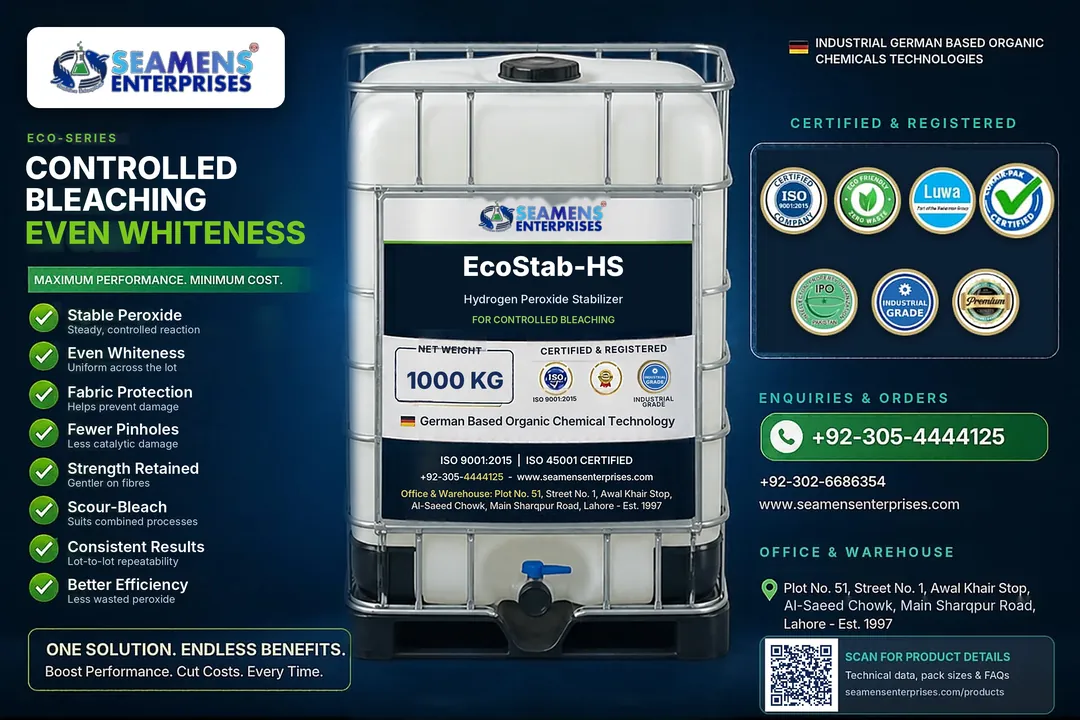 SEAMENS
ENTERPRISES
ECO-SERIES
CONTROLLED
BLEACHING
EVEN WHITENESS
MAXIMUM PERFORMANCE. MINIMUM COST.
Stable Peroxide
Steady, controlled reaction
Even Whiteness
Uniform across the lot
Fabric Protection
Helps prevent damage
Fewer Pinholes
Less catalytic damage
Strength Retained
Gentler on fibres
Scour-Bleach
Suits combined processes
Consistent Results
Lot-to-lot repeatability
Better Efficiency
Less wasted peroxide
ONE SOLUTION. ENDLESS BENEFITS.
Boost Performance. Cut Costs. Every Time.
SEAMENS
ENTERPRISES
EcoStab-HS
Hydrogen Peroxide Stabilizer
FOR CONTROLLED BLEACHING
NET WEIGHT
1000 KG
CERTIFIED & REGISTERED
ISO
ISO 9001:2015
INDUSTRIAL
GRADE
INDUSTRIAL
GRADE
German Based Organic Chemical Technology
ISO 9001:2015 | ISO 45001 CERTIFIED
+92-305-4444125 - www.seamensenterprises.com
Office & Warehouse: Plot No. 51, Street No. 1, Awal Khair Stop,
Al-Saeed Chowk, Main Sharqpur Road, Lahore - Est. 1997
INDUSTRIAL GERMAN BASED ORGANIC
CHEMICALS TECHNOLOGIES
CERTIFIED & REGISTERED
CERTIFIED
ISO
9001:2015
COMPANY
ECO FRIENDLY
ZERO WASTE
Luwa
CERTIFIED
IPO
PAKISTAN
INDUSTRIAL
GRADE
Premium
ENQUIRIES & ORDERS
+92-305-4444125
+92-302-6686354
www.seamensenterprises.com
OFFICE & WAREHOUSE
Plot No. 51, Street No. 1, Awal Khair Stop,
Al-Saeed Chowk, Main Sharqpur Road,
Lahore - Est. 1997
SCAN FOR PRODUCT DETAILS
Technical data, pack sizes & FAQs
seamensenterprises.com/products